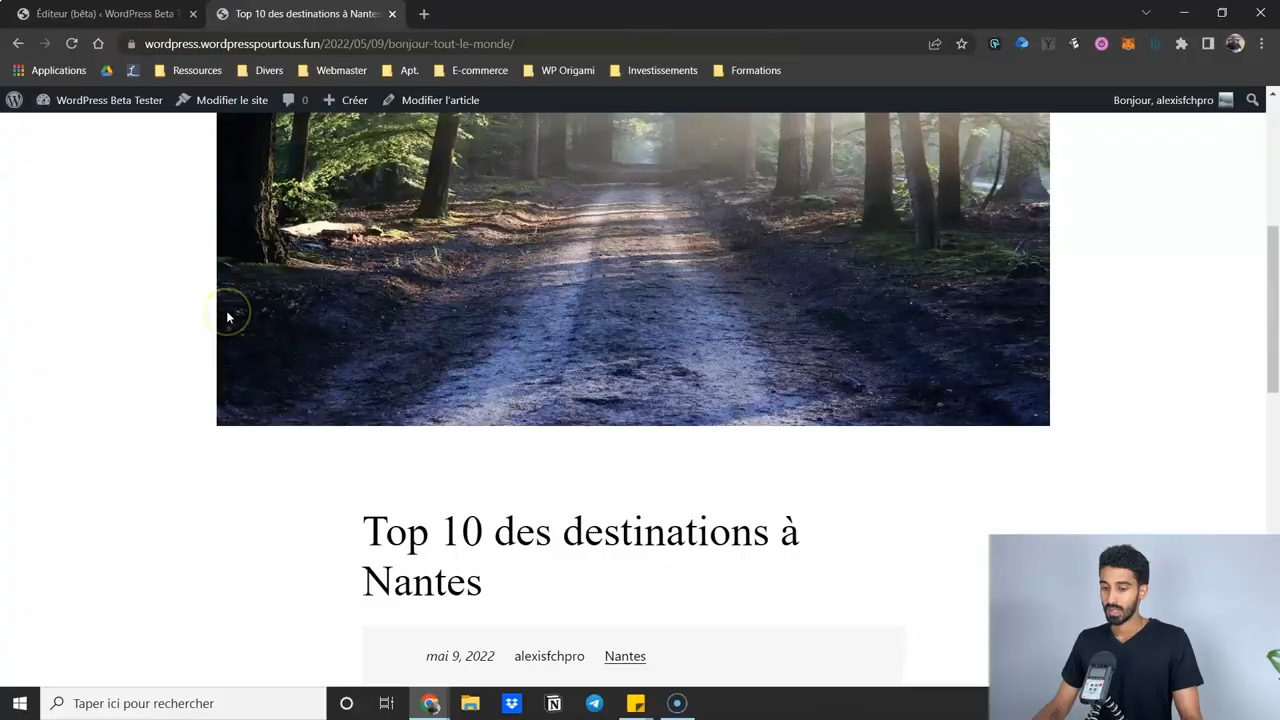 Éditeur (bêta) ‹ WordPress Beta T
Top 10 des destinations à Nantes
wordpress.wordpresspourtous.fun/2022/05/09/bonjour-tout-le-monde/
Applications
Ressources
Divers
Webmaster
Apt.
E-commerce
WP Origami
Investissements
Formations
WordPress Beta Tester
Modifier le site
0
Créer
Modifier l'article
Bonjour, alexisfchpro
Top 10 des destinations à
Nantes
mai 9, 2022 alexisfchpro Nantes
Taper ici pour rechercher